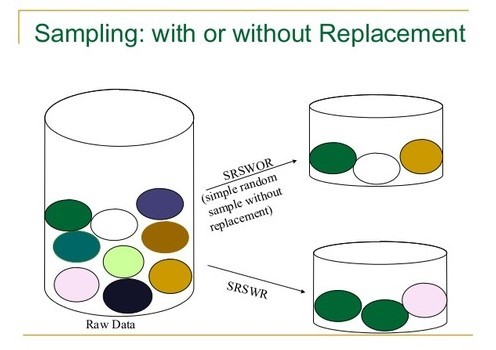 Sampling: with or without Replacement
SRSWOR
(simple random
sample without
replacement)
SRSWR
Raw Data